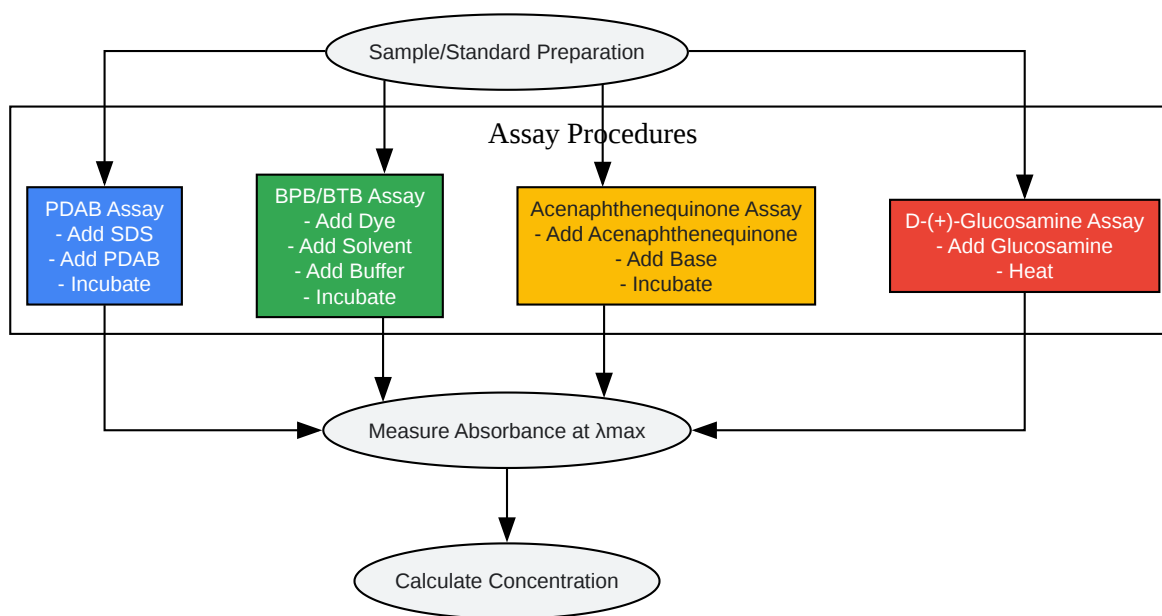 Sample/Standard Preparation
Assay Procedures
PDAB Assay
- Add SDS
- Add PDAB
- Incubate
BPB/BTB Assay
- Add Dye
- Add Solvent
- Add Buffer
- Incubate
Acenaphthenequinone Assay
- Add Acenaphthenequinone
- Add Base
- Incubate
D-(+)-Glucosamine Assay
- Add Glucosamine
- Heat
Measure Absorbance at λmax
Calculate Concentration